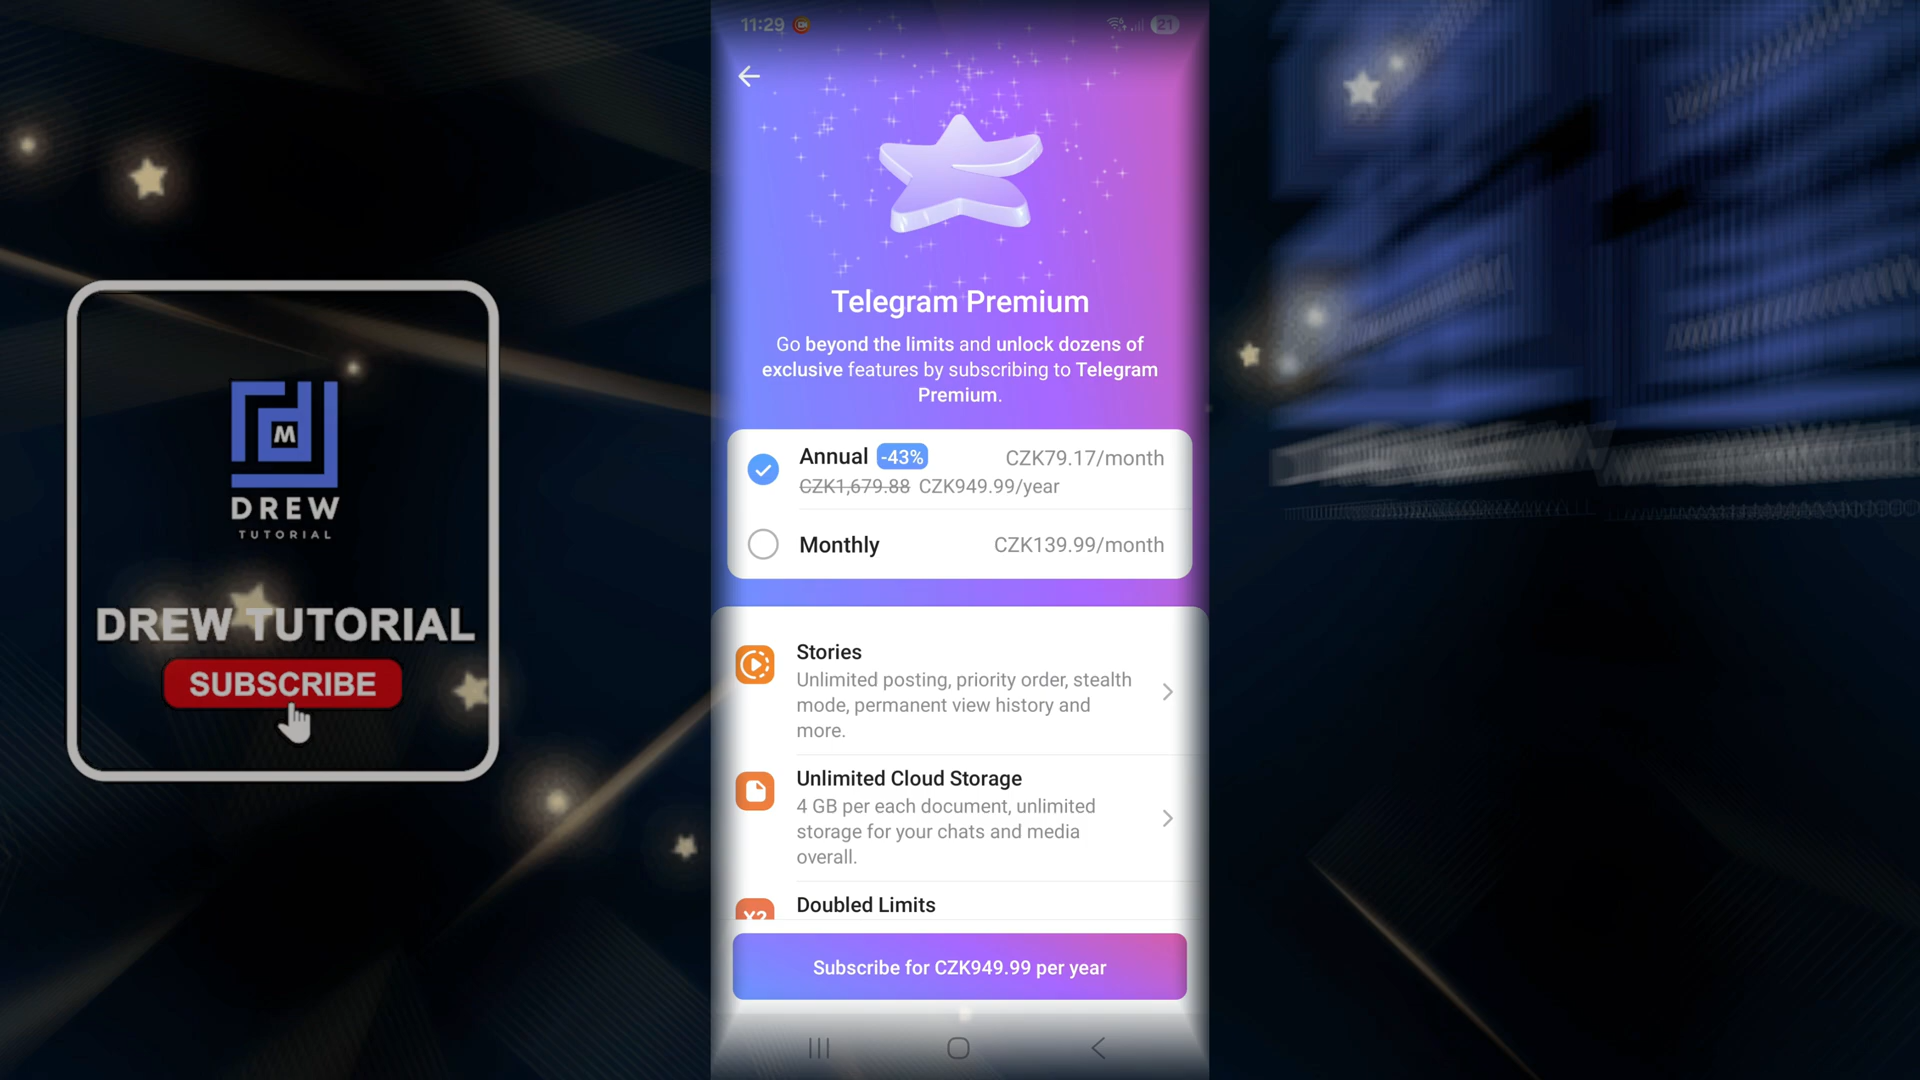 11:29
21
Telegram Premium
Go beyond the limits and unlock dozens of
exclusive features by subscribing to Telegram
Premium.
Annual -43% CZK79.17/month
CZK1,679.88 CZK949.99/year
Monthly CZK139.99/month
Stories
Unlimited posting, priority order, stealth
mode, permanent view history and
more.
Unlimited Cloud Storage
4 GB per each document, unlimited
storage for your chats and media
overall.
X2 Doubled Limits
Subscribe for CZK949.99 per year
M
DREW
TUTORIAL
DREW TUTORIAL
SUBSCRIBE